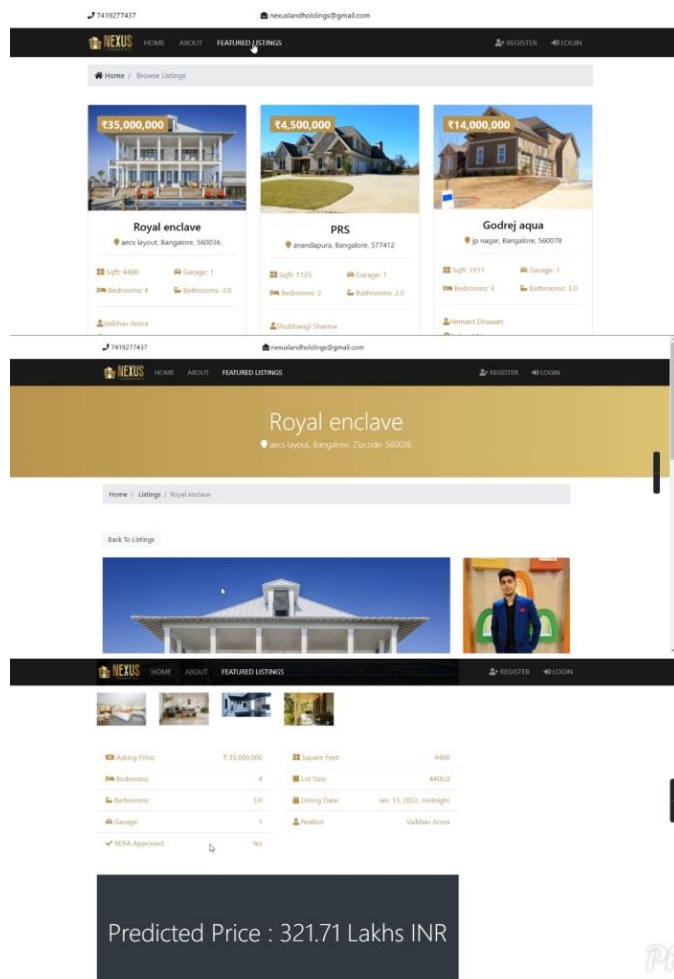 7419277437 nexuslandholdings@gmail.com
NEXUS HOME ABOUT FEATURED LISTINGS REGISTER LOGIN
Home / Browse Listings
₹35,000,000 ₹4,500,000 ₹14,000,000
Royal enclave PRS Godrej aqua
aecs layout, Bangalore, 560036 anandapura, Bangalore, 577412 jp nagar, Bangalore, 560078
Sqft: 4400 Garage: 1 Sqft: 1125 Garage: 1 Sqft: 1911 Garage: 1
Bedrooms: 4 Bathrooms: 3.0 Bedrooms: 2 Bathrooms: 2.0 Bedrooms: 3 Bathrooms: 3.0
Vaibhav Arora Shubhangi Sharma Hemant Dhawan
7419277437 nexuslandholdings@gmail.com
NEXUS HOME ABOUT FEATURED LISTINGS REGISTER LOGIN
Royal enclave
aecs layout, Bangalore, Zipcode: 560036
Home / Listings / Royal enclave
Back To Listings
NEXUS HOME ABOUT FEATURED LISTINGS REGISTER LOGIN
Asking Price: ₹ 35,000,000 Square Feet: 4400
Bedrooms: 4 Lot Size: 4400.0
Bathrooms: 3.0 Listing Date: Jan. 13, 2022, midnight
Garage: 1 Realtor: Vaibhav Arora
RERA Approved: Yes
Predicted Price : 321.71 Lakhs INR